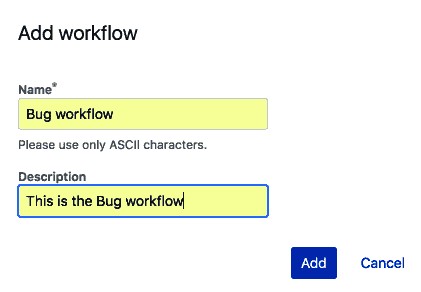 Add workflow
Name*
Bug workflow
Please use only ASCII characters.
Description
This is the Bug workflow
Add Cancel